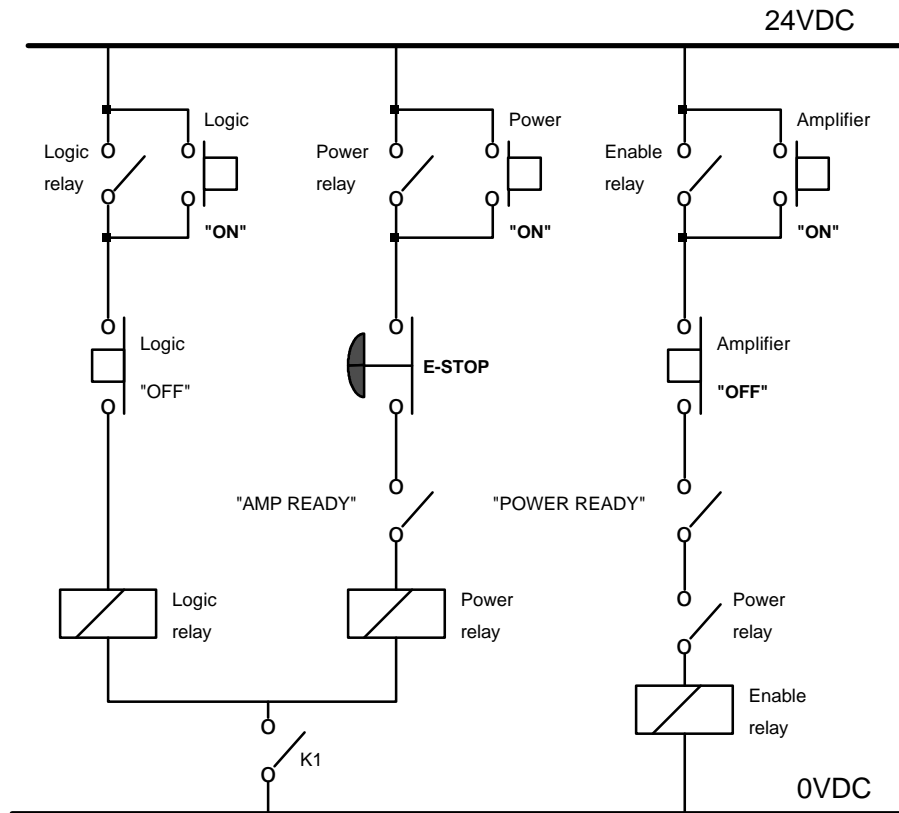 24VDC
Logic
Power
Amplifier
Logic
relay
Power
relay
Enable
relay
"ON"
"ON"
"ON"
Logic
"OFF"
E-STOP
Amplifier
"OFF"
"AMP READY"
"POWER READY"
Logic
relay
Power
relay
Power
relay
Enable
relay
K1
0VDC